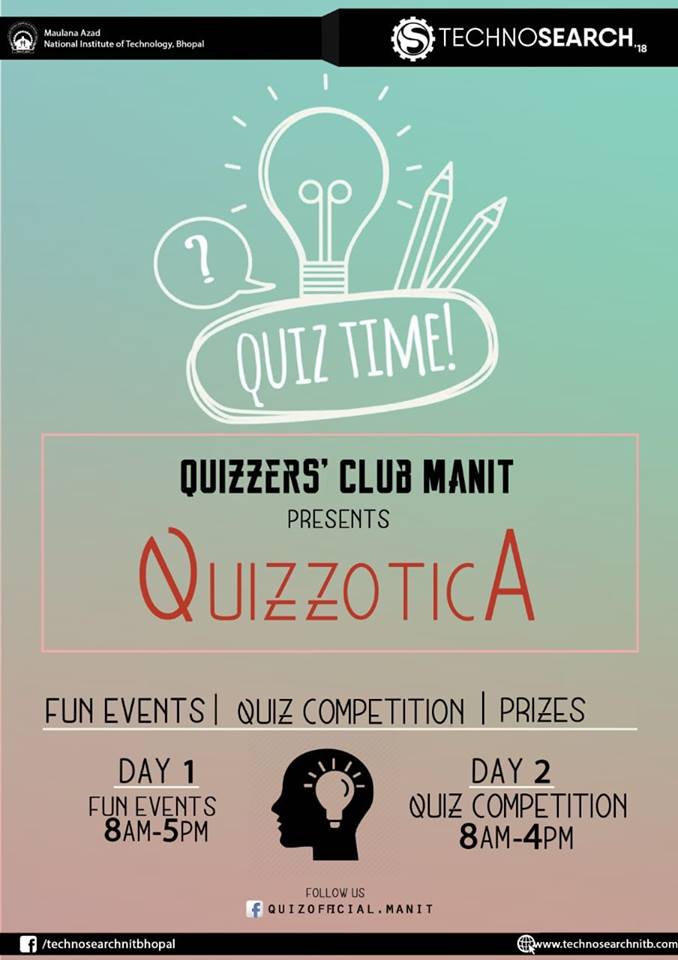 Maulana Azad
National Institute of Technology, Bhopal
TECHNOSEARCH '18
?
QUIZ TIME!
QUIZZERS' CLUB MANIT
PRESENTS
QUIZZOTICA
FUN EVENTS | QUIZ COMPETITION | PRIZES
DAY 1
FUN EVENTS
8AM-5PM
DAY 2
QUIZ COMPETITION
8AM-4PM
FOLLOW US
QUIZOFFICIAL.MANIT
/technosearchnitbhopal
www.technosearchnitb.com